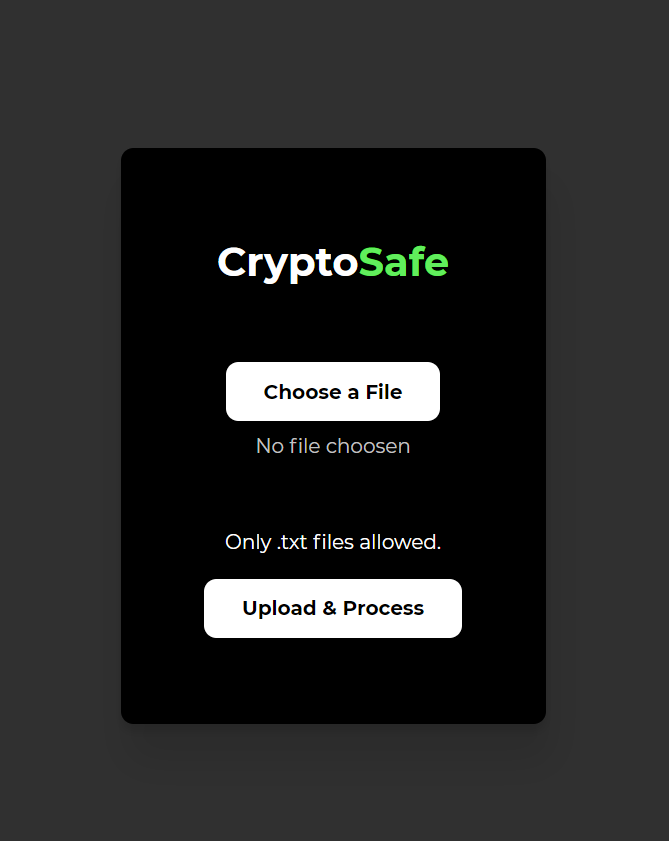 CryptoSafe
Choose a File
No file choosen
Only .txt files allowed.
Upload & Process